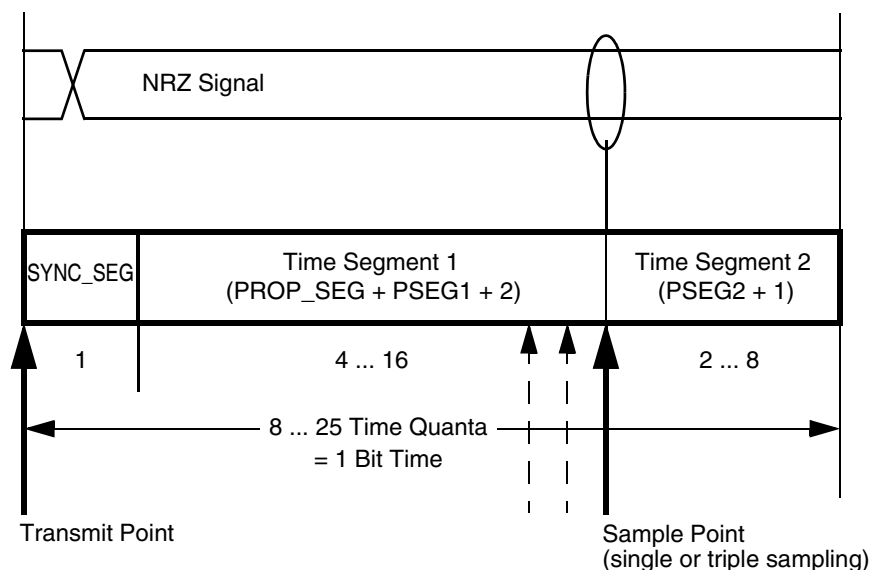 NRZ Signal
SYNC_SEG
Time Segment 1
(PROP_SEG + PSEG1 + 2)
Time Segment 2
(PSEG2 + 1)
1
4 ... 16
2 ... 8
8 ... 25 Time Quanta
= 1 Bit Time
Transmit Point
Sample Point
(single or triple sampling)